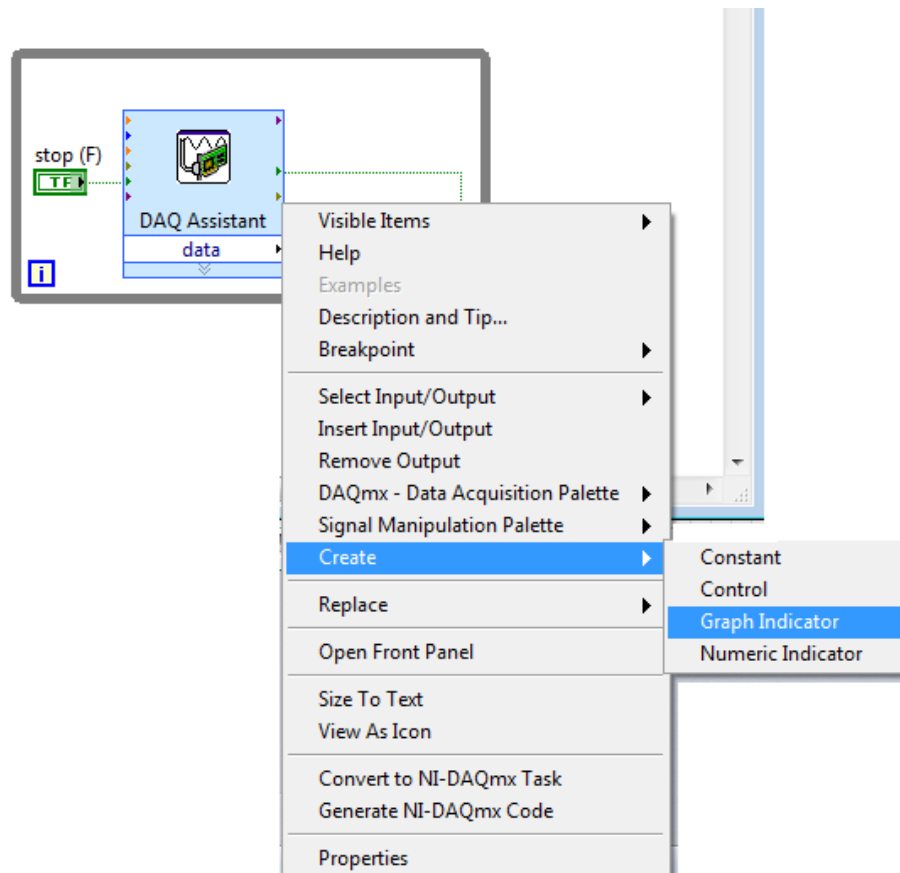 stop (F)
TF
DAQ Assistant
data
i
Visible Items
Help
Examples
Description and Tip...
Breakpoint
Select Input/Output
Insert Input/Output
Remove Output
DAQmx - Data Acquisition Palette
Signal Manipulation Palette
Create
Replace
Open Front Panel
Size To Text
View As Icon
Convert to NI-DAQmx Task
Generate NI-DAQmx Code
Properties
Constant
Control
Graph Indicator
Numeric Indicator